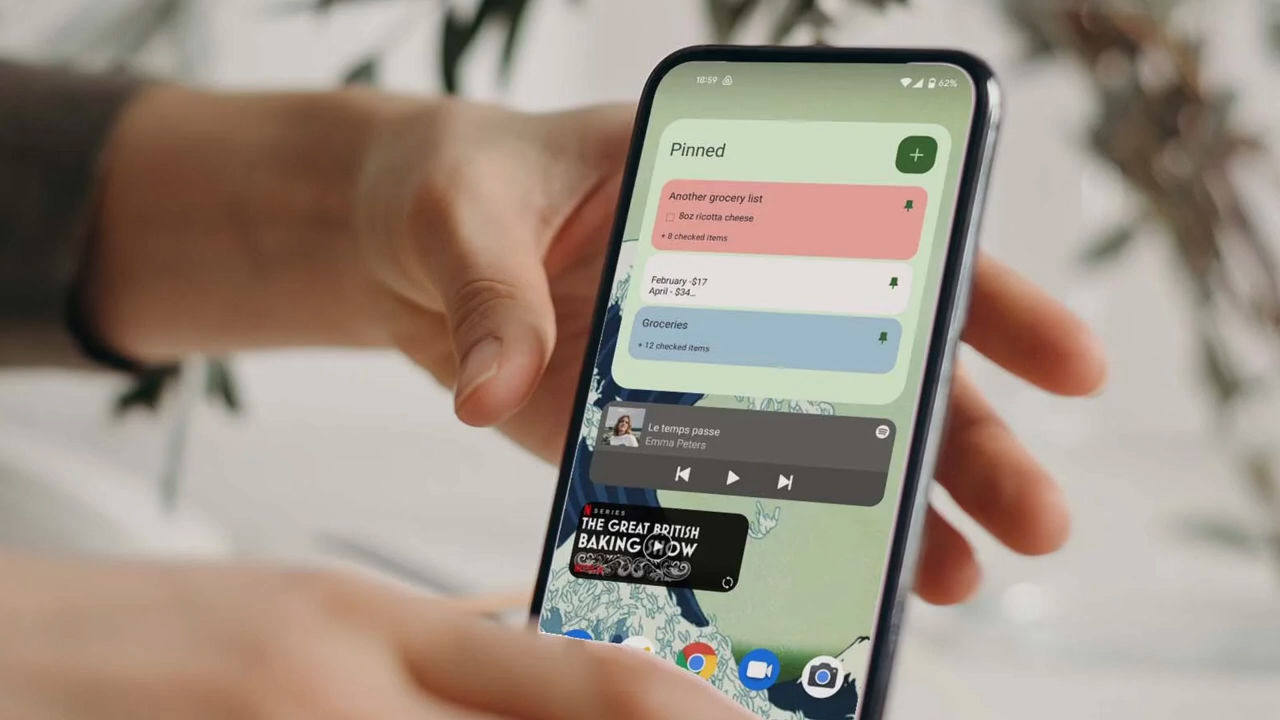 18:59
62%
Pinned
Another grocery list
8oz ricotta cheese
+ 8 checked items
February -$17
April - $34...
Groceries
+ 12 checked items
Le temps passe
Emma Peters
N SERIES
THE GREAT BRITISH
BAKING SHOW